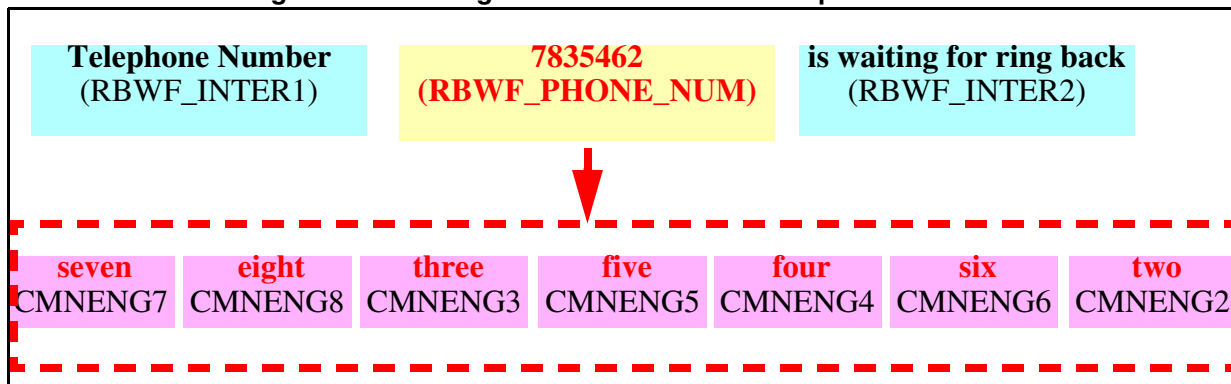 Telephone Number
(RBWF_INTER1)
7835462
(RBWF_PHONE_NUM)
is waiting for ring back
(RBWF_INTER2)
seven eight three five four six two
CMNENG7 CMNENG8 CMNENG3 CMNENG5 CMNENG4 CMNENG6 CMNENG2